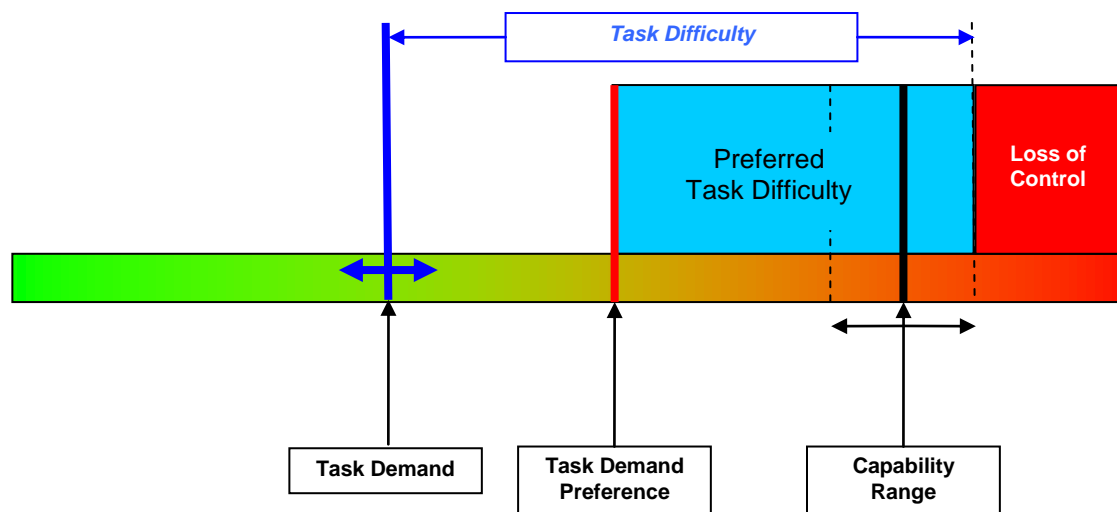 Task Difficulty
Preferred
Task Difficulty
Loss of
Control
Task Demand
Task Demand
Preference
Capability
Range